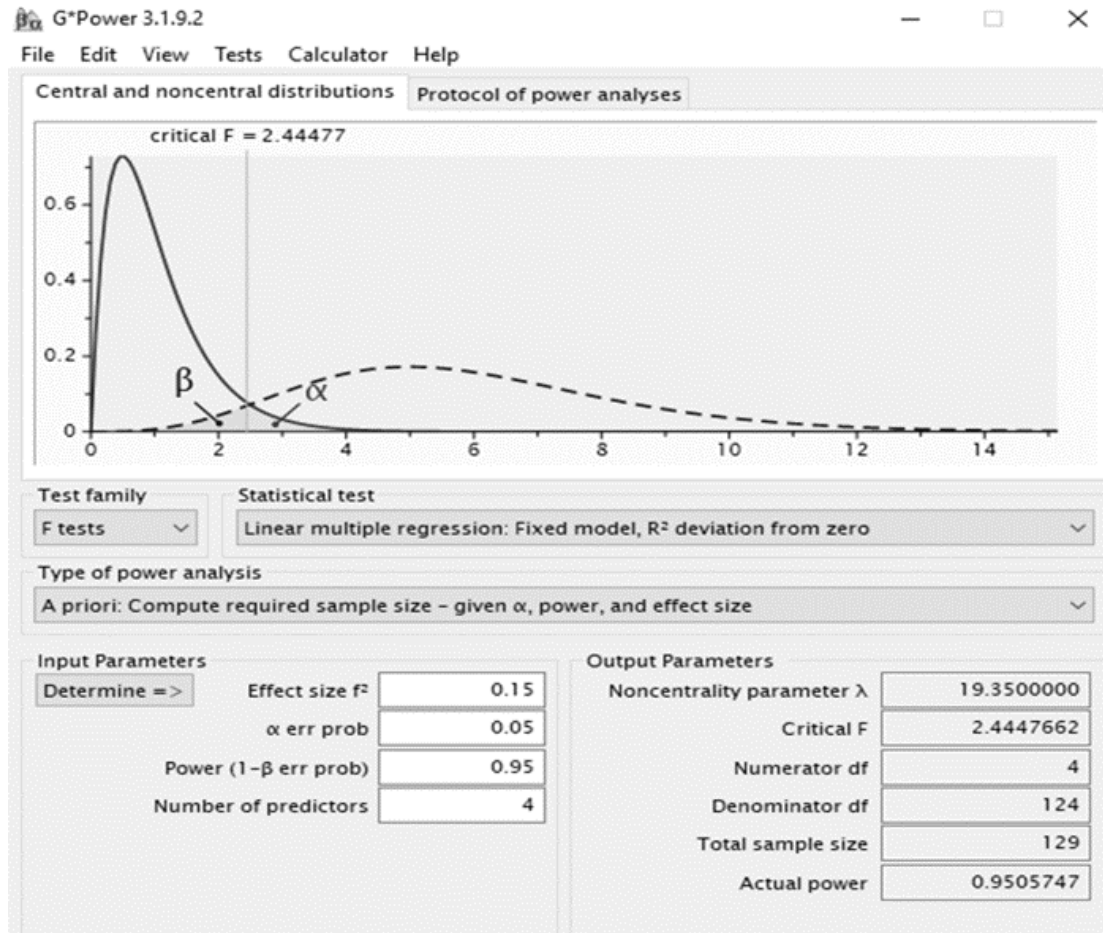 βα G*Power 3.1.9.2
File Edit View Tests Calculator Help
Central and noncentral distributions Protocol of power analyses
critical F = 2.44477
0.6
0.4
0.2
0
β
α
0 2 4 6 8 10 12 14
Test family
F tests
Statistical test
Linear multiple regression: Fixed model, R² deviation from zero
Type of power analysis
A priori: Compute required sample size – given α, power, and effect size
Input Parameters
Determine =>
Effect size f² 0.15
α err prob 0.05
Power (1-β err prob) 0.95
Number of predictors 4
Output Parameters
Noncentrality parameter λ 19.3500000
Critical F 2.4447662
Numerator df 4
Denominator df 124
Total sample size 129
Actual power 0.9505747